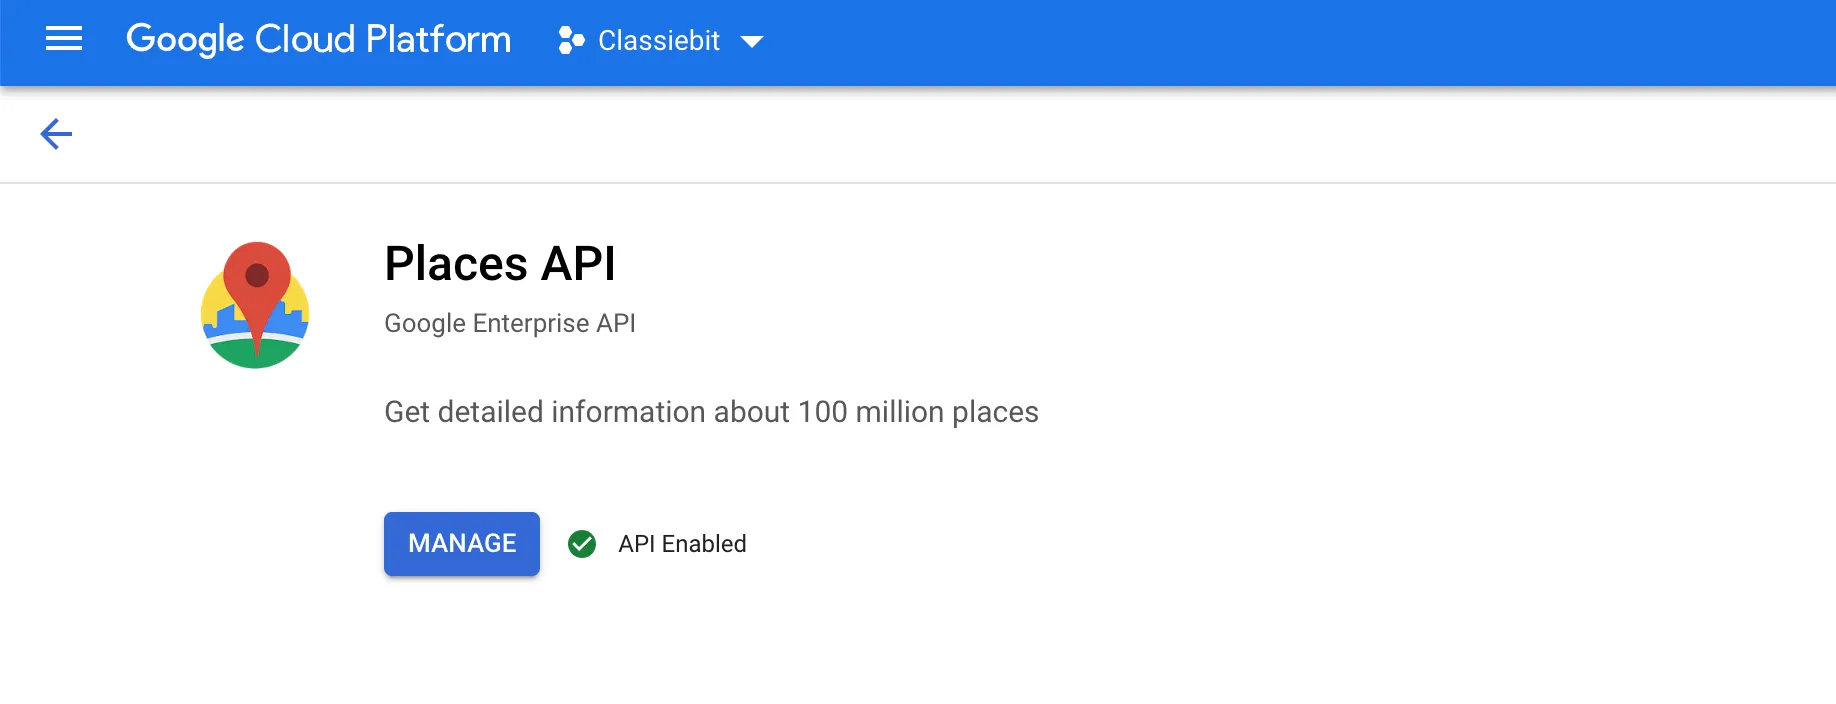 Google Cloud Platform Classiebit
Places API
Google Enterprise API
Get detailed information about 100 million places
MANAGE API Enabled